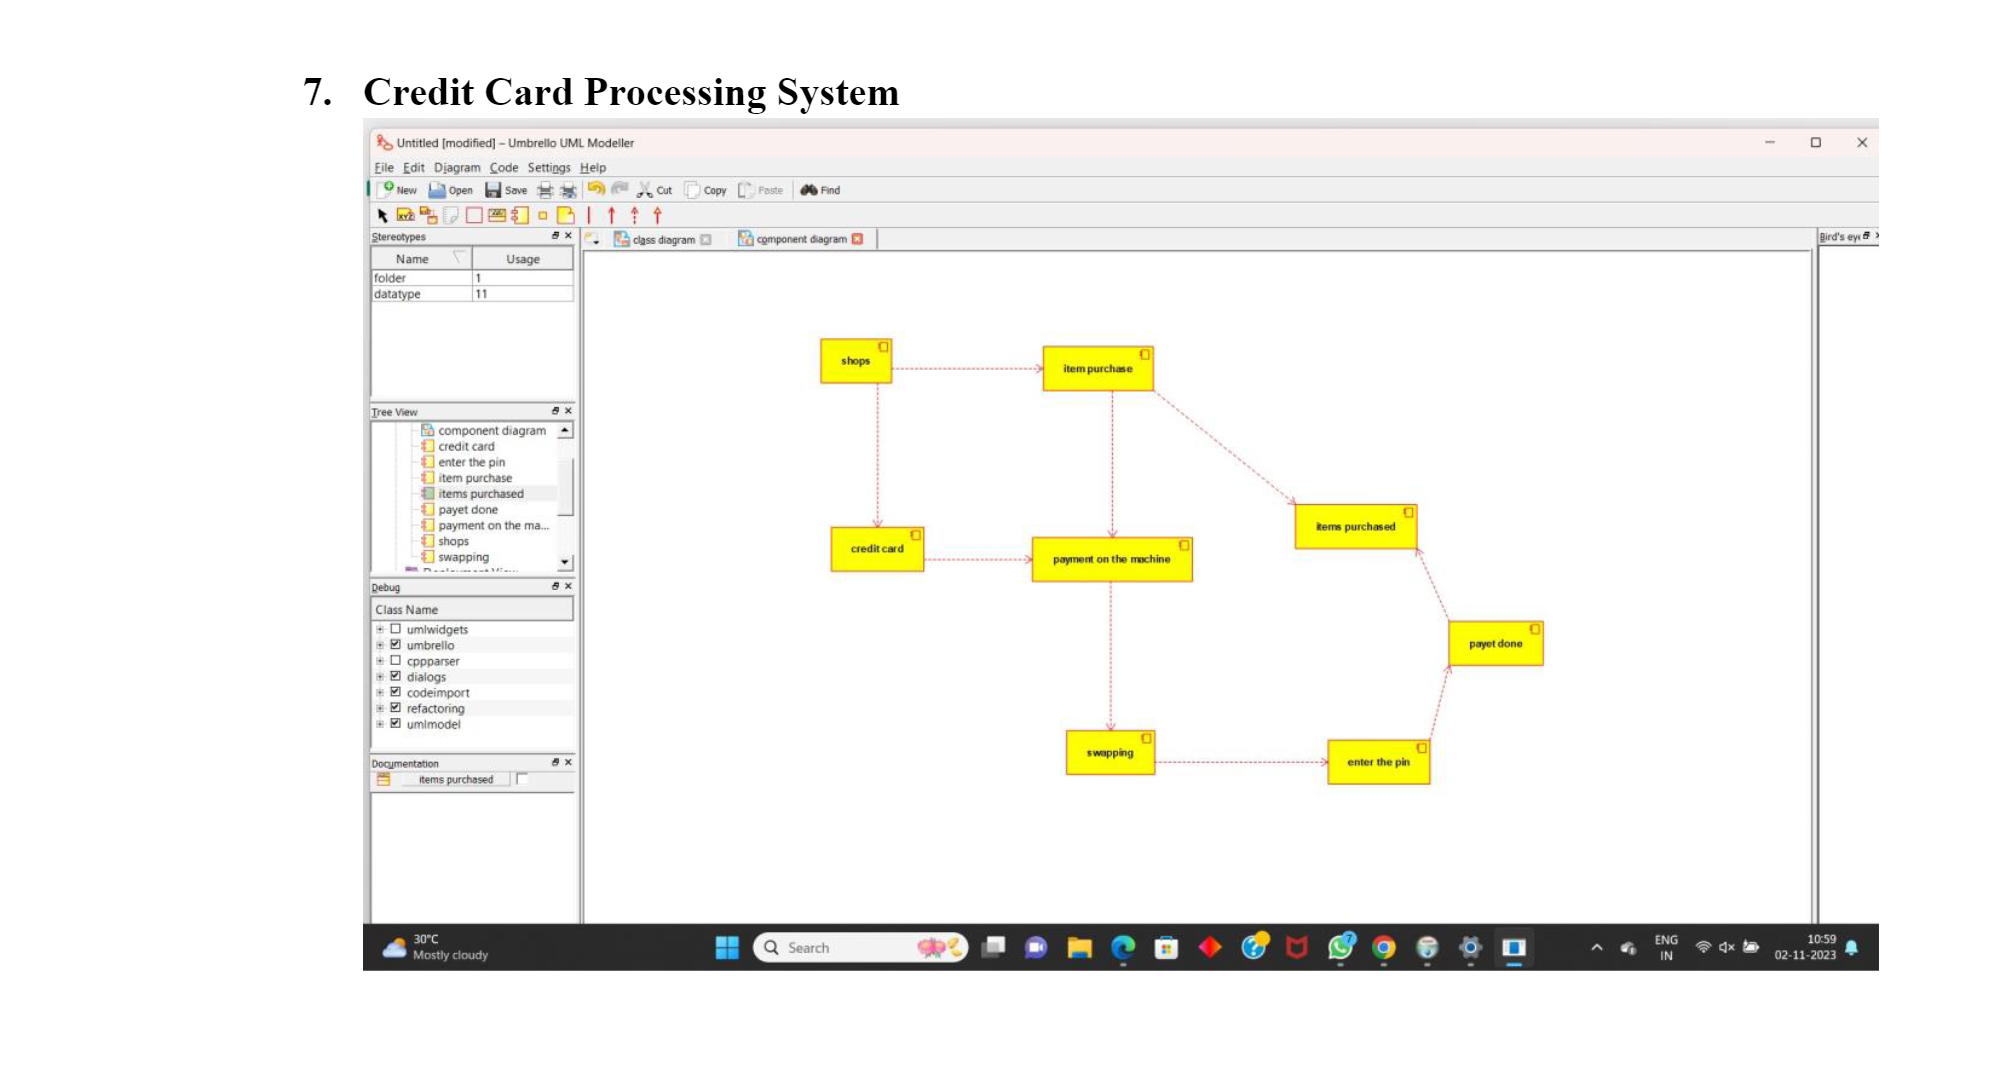 7. Credit Card Processing System
Untitled [modified] – Umbrello UML Modeller
File Edit Diagram Code Settings Help
New Open Save Cut Copy Paste Find
Stereotypes
class diagram
component diagram
Bird's eye
Name Usage
folder 1
datatype 11
Tree View
component diagram
credit card
enter the pin
item purchase
items purchased
payet done
payment on the ma...
shops
swapping
Debug
Class Name
umlwidgets
umbrello
cppparser
dialogs
codeimport
refactoring
umlmodel
Documentation
items purchased
shops
item purchase
items purchased
credit card
payment on the machine
payet done
swapping
enter the pin
30°C
Mostly cloudy
Search
7
ENG
IN
10:59
02-11-2023